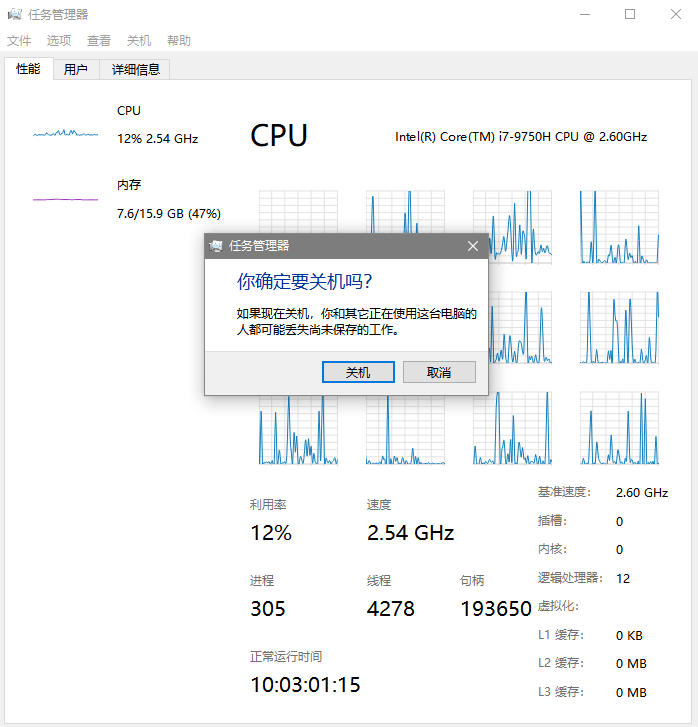 任务管理器
文件 选项 查看 关机 帮助
性能 用户 详细信息
CPU
12% 2.54 GHz
内存
7.6/15.9 GB (47%)
CPU
Intel(R) Core(TM) i7-9750H CPU @ 2.60GHz
任务管理器
你确定要关机吗?
如果现在关机，你和其它正在使用这台电脑的
人都可能丢失尚未保存的工作。
关机 取消
利用率 速度
12% 2.54 GHz
进程 线程 句柄
305 4278 193650
正常运行时间
10:03:01:15
基准速度: 2.60 GHz
插槽: 0
内核: 0
逻辑处理器: 12
虚拟化:
L1 缓存: 0 KB
L2 缓存: 0 MB
L3 缓存: 0 MB